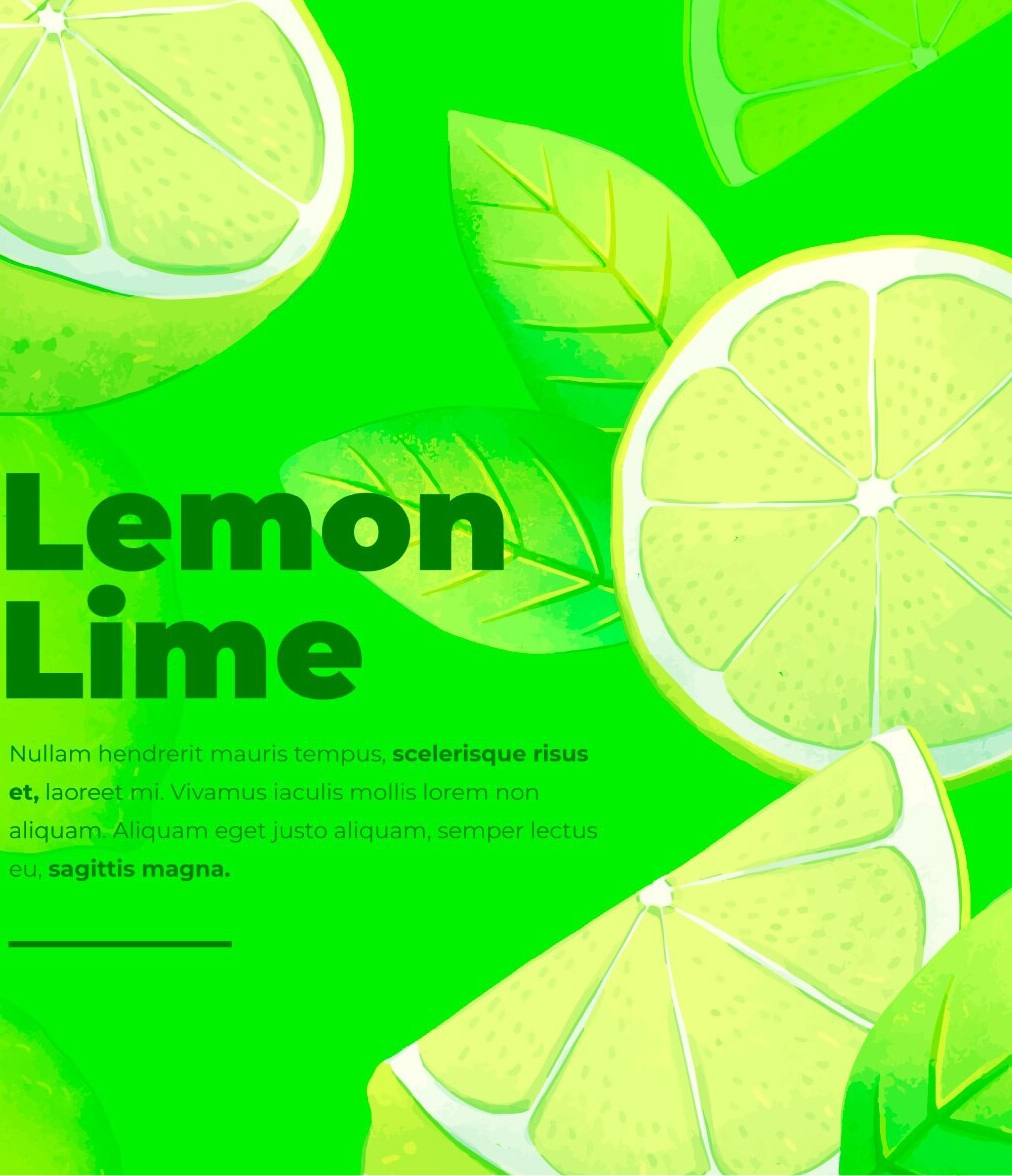 Lemon
Lime
Nullam hendrerit mauris tempus, scelerisque risus
et, laoreet mi. Vivamus iaculis mollis lorem non
aliquam. Aliquam eget justo aliquam, semper lectus
eu, sagittis magna.